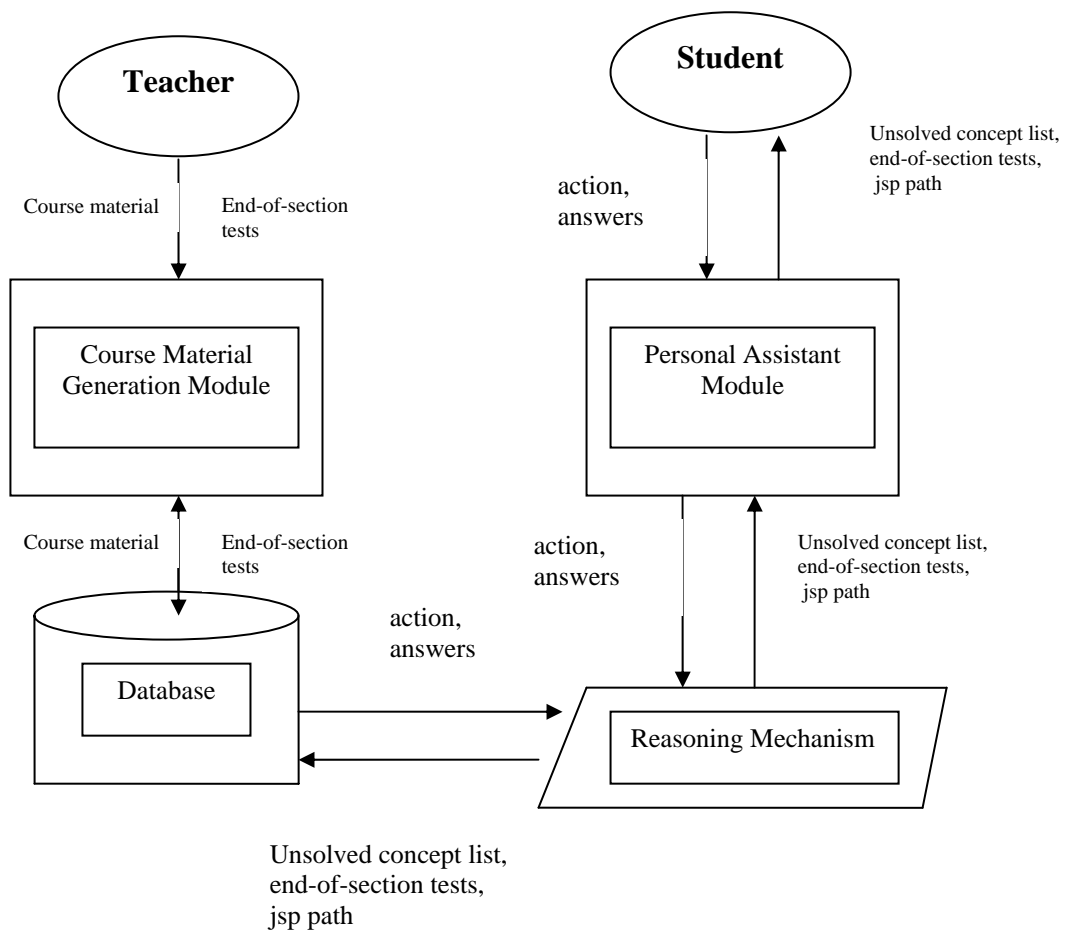 Teacher
Student
Unsolved concept list,
end-of-section tests,
jsp path
action,
answers
Course material
End-of-section
tests
Course Material
Generation Module
Personal Assistant
Module
Course material
End-of-section
tests
action,
answers
Unsolved concept list,
end-of-section tests,
jsp path
action,
answers
Database
Reasoning Mechanism
Unsolved concept list,
end-of-section tests,
jsp path